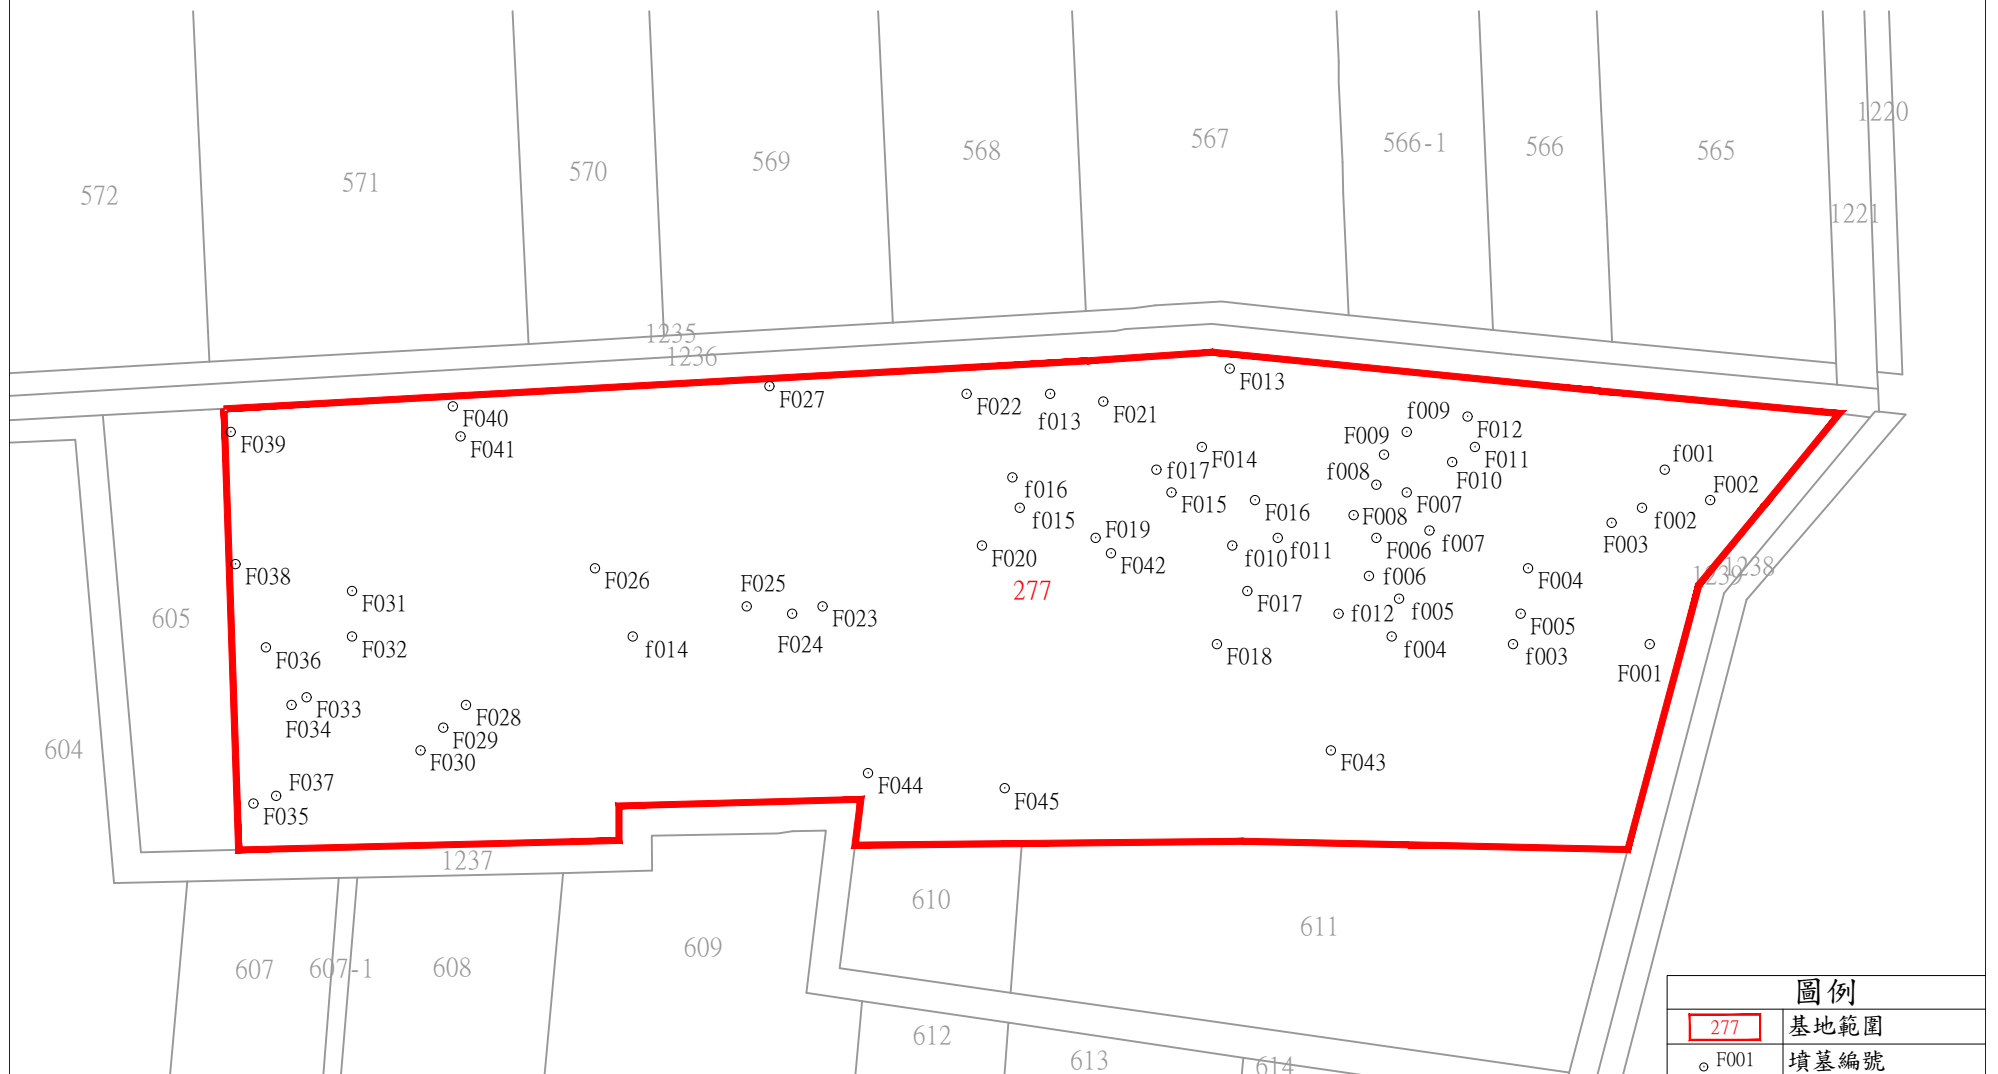 1220
567
566-1
566
565
568
569
570
571
572
1221
1235
1236
F013
F027
F022
f013
F021
f009
F012
F040
F039
F041
F009
F011
F014
f001
f017
f008
F010
f016
F015
F007
F002
F016
f015
F008
f002
F019
F003
f007
F006
f011
f010
F020
F042
1238
1239
F038
F026
F025
f006
F004
277
F031
F017
605
f012
f005
F023
F005
F024
F032
f014
f004
F018
f003
F036
F001
F033
F028
F034
F029
604
F030
F043
F037
F044
F045
F035
1237
610
611
609
607
607-1
608
612
613
614
圖例
277 基地範圍
F001 墳墓編號